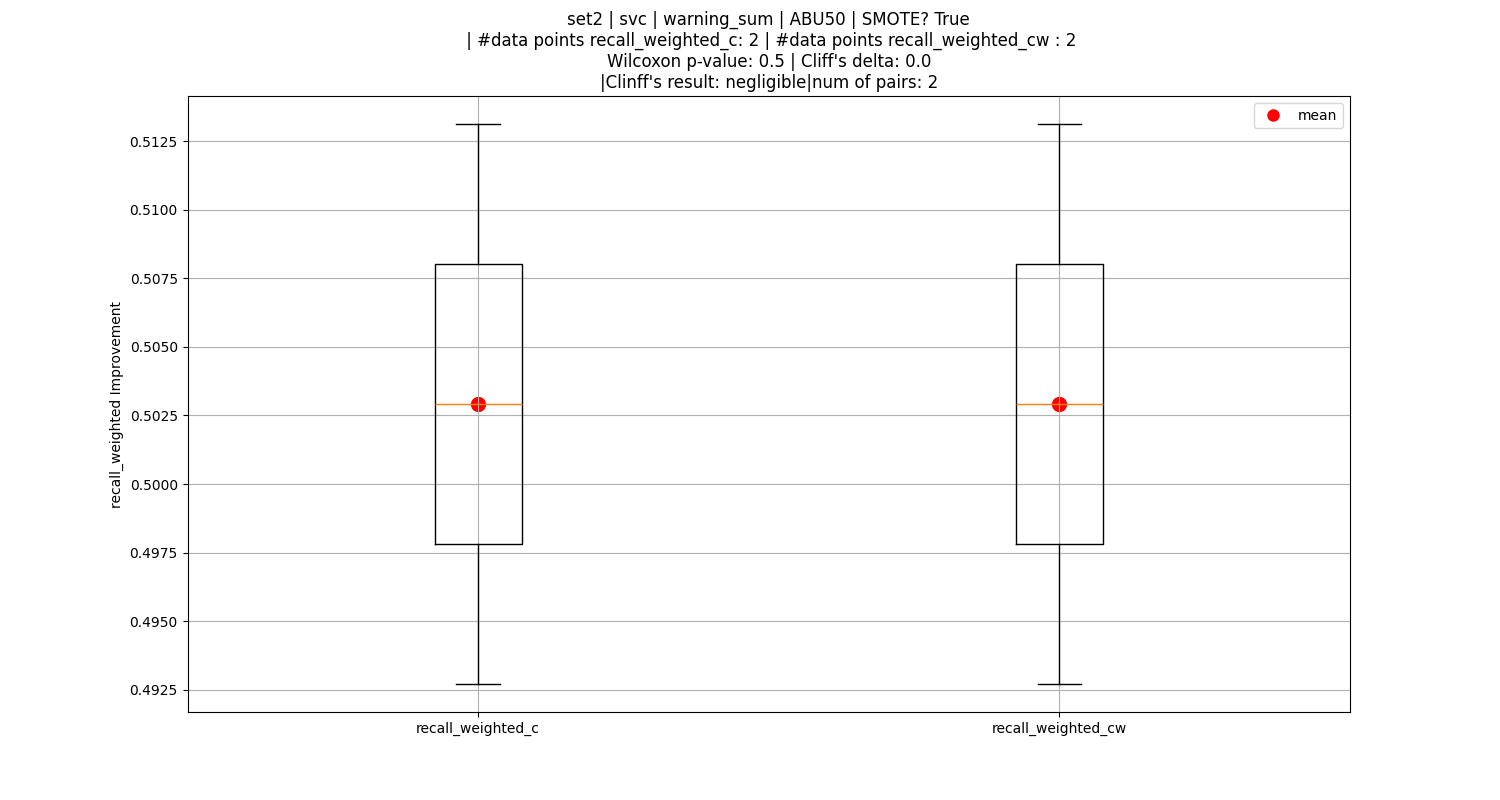 set2 | svc | warning_sum | ABU50 | SMOTE? True
| #data points recall_weighted_c: 2 | #data points recall_weighted_cw : 2
Wilcoxon p-value: 0.5 | Cliff's delta: 0.0
|Clinff's result: negligible|num of pairs: 2
mean
0.5125
0.5100
0.5075
0.5050
0.5025
0.5000
0.4975
0.4950
0.4925
recall_weighted Improvement
recall_weighted_c
recall_weighted_cw